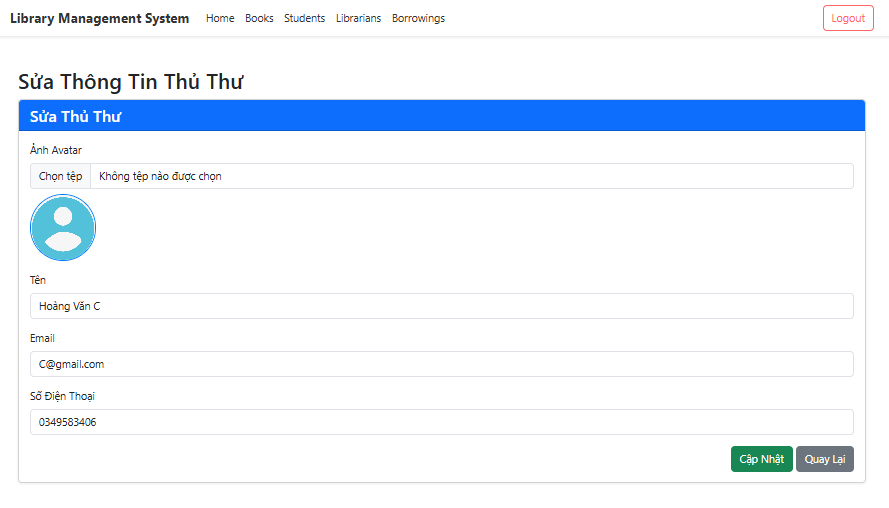 Library Management System Home Books Students Librarians Borrowings Logout
Sửa Thông Tin Thủ Thư
Sửa Thủ Thư
Ảnh Avatar
Chọn tệp Không tệp nào được chọn
Tên
Hoàng Văn C
Email
C@gmail.com
Số Điện Thoại
0349583406
Cập Nhật Quay Lại